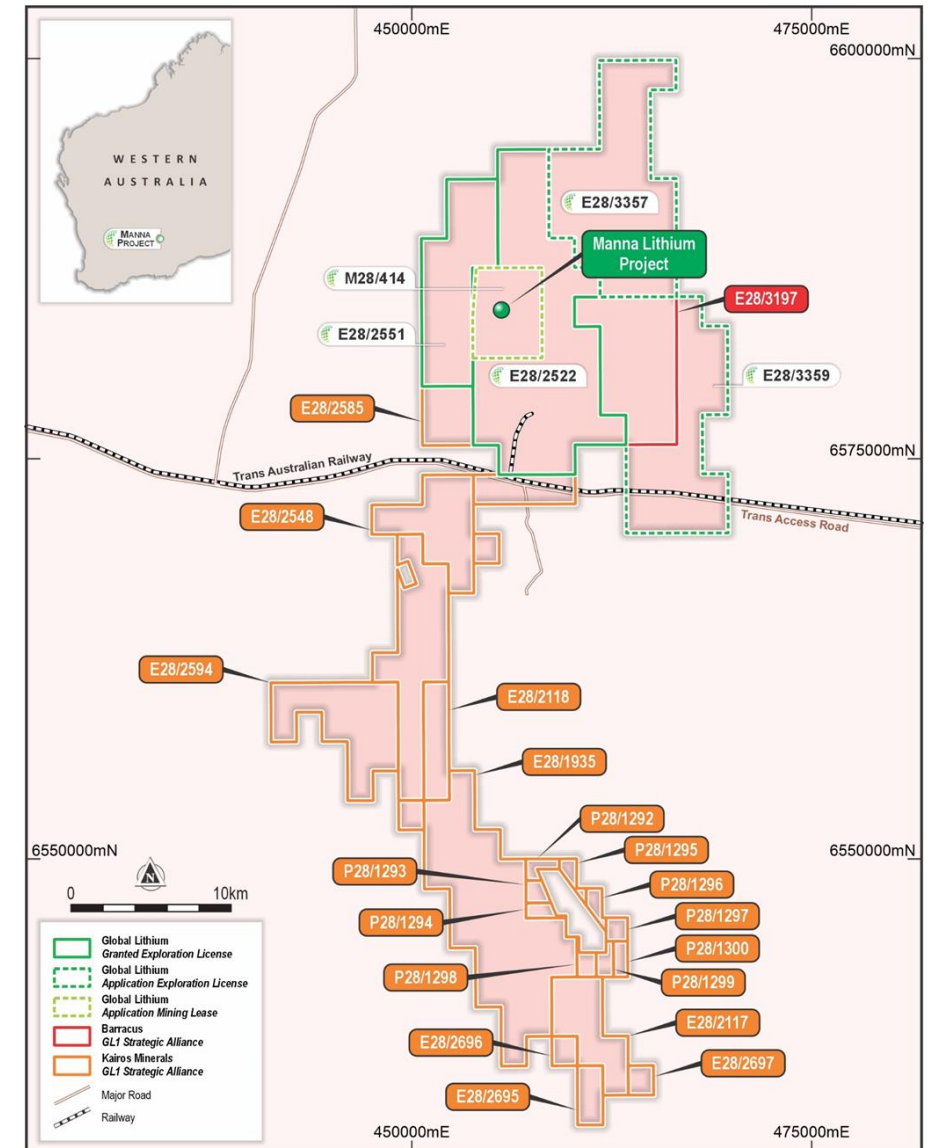 450000mE
475000mE
6600000mN
WESTERN
AUSTRALIA
MANNA
PROJECT
E28/3357
Manna Lithium
Project
M28/414
E28/3197
E28/2551
E28/2522
E28/3359
E28/2585
6575000mN
Trans Australian Railway
E28/2548
Trans Access Road
E28/2594
E28/2118
E28/1935
P28/1292
6550000mN
P28/1295
P28/1293
P28/1296
P28/1294
P28/1297
P28/1300
P28/1298
P28/1299
E28/2117
E28/2696
E28/2697
E28/2695
N
0
10km
Global Lithium
Granted Exploration License
Global Lithium
Application Exploration License
Global Lithium
Application Mining Lease
Barracus
GL1 Strategic Alliance
Kairos Minerals
GL1 Strategic Alliance
Major Road
Railway
450000mE
475000mE